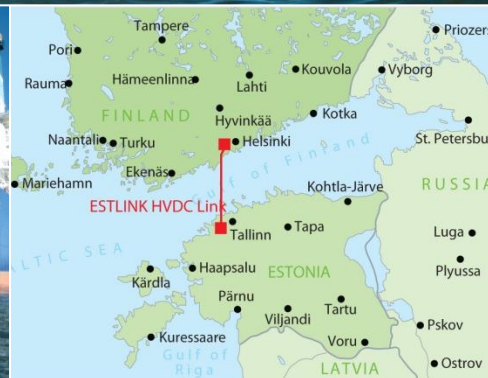 Tampere
Priozers
Pori
Kouvola
Vyborg
Rauma
Hämeenlinna
Lahti
FINLAND
Hyvinkää
Kotka
Naantali
Turku
Helsinki
St. Petersbu
Mariehamn
Ekenäs
Gulf of Finland
Kohtla-Järve
RUSSIA
ESTLINK HVDC Link
Tallinn
Tapa
Luga
LTIC SEA
Haapsalu
ESTONIA
Plyussa
Kärdla
Pärnu
Viljandi
Tartu
Pskov
Kuressaare
Voru
Gulf of
Riga
LATVIA
Ostrov